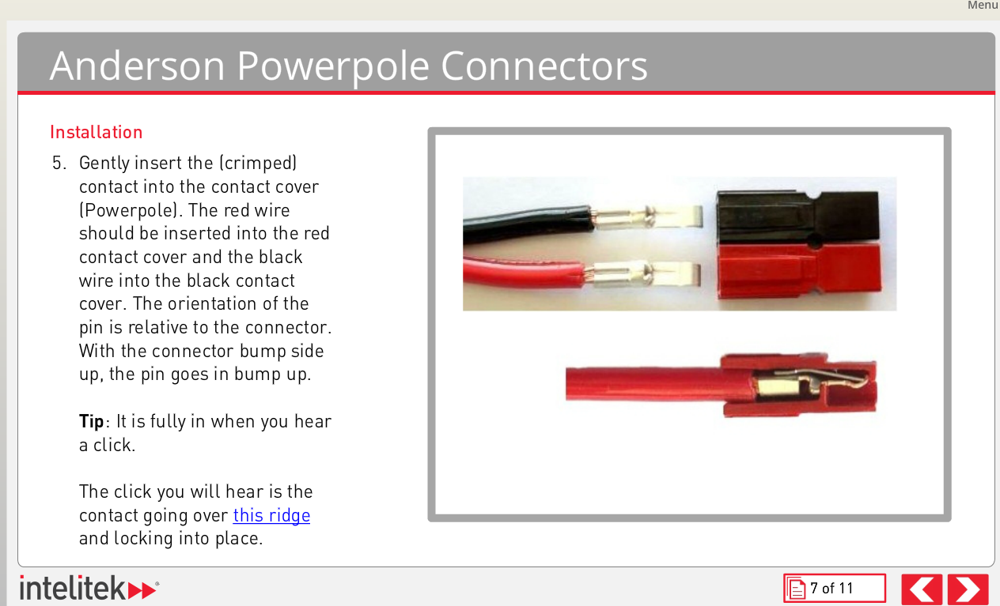 Menu
Anderson Powerpole Connectors
Installation
5. Gently insert the (crimped)
contact into the contact cover
(Powerpole). The red wire
should be inserted into the red
contact cover and the black
wire into the black contact
cover. The orientation of the
pin is relative to the connector.
With the connector bump side
up, the pin goes in bump up.
Tip: It is fully in when you hear
a click.
The click you will hear is the
contact going over this ridge
and locking into place.
intelitek®
7 of 11